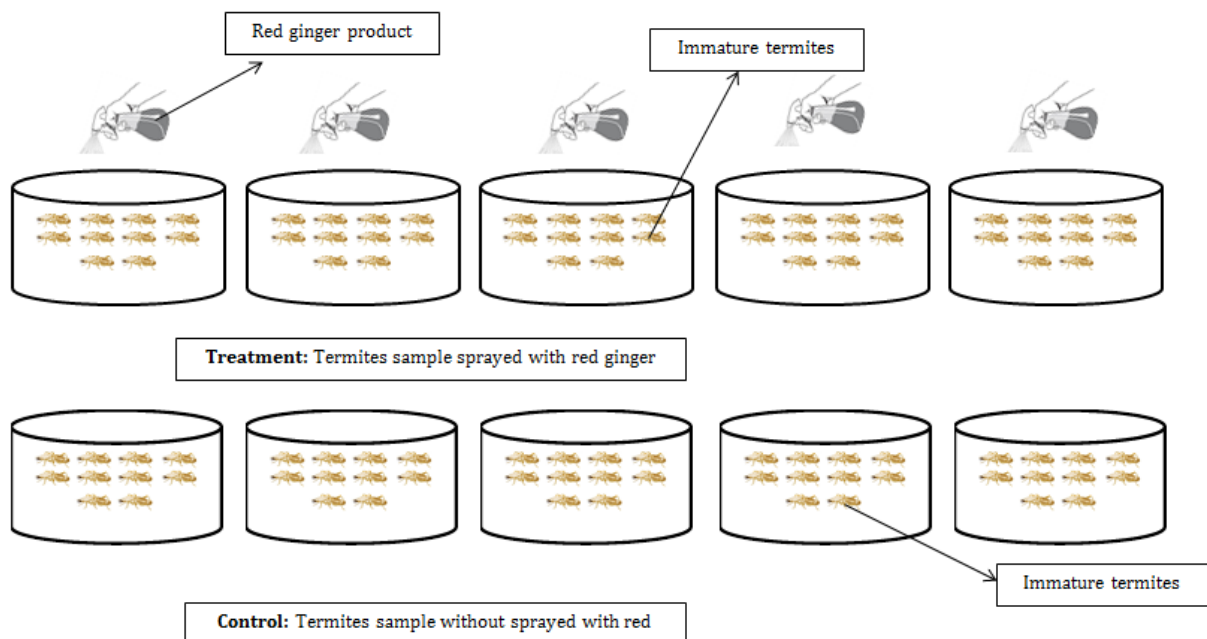 Red ginger product
Immature termites
Treatment: Termites sample sprayed with red ginger
Immature termites
Control: Termites sample without sprayed with red